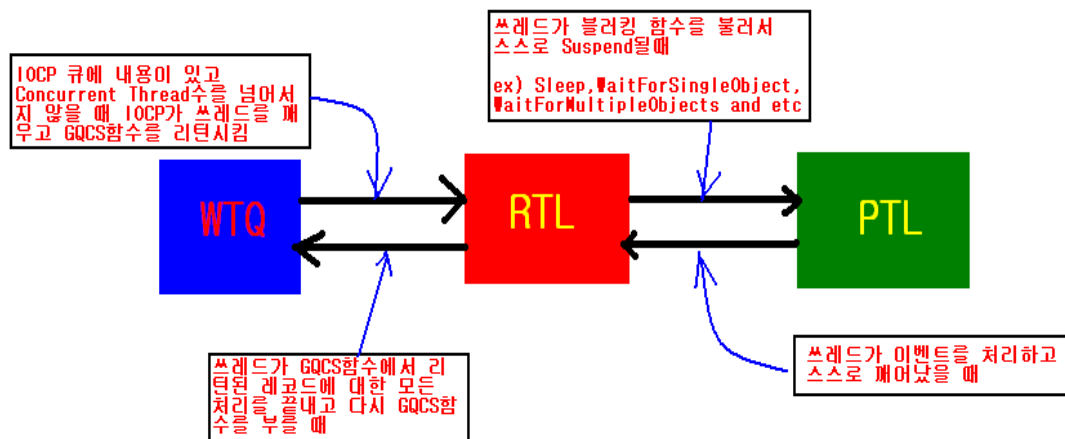 IOCP 큐에 내용이 있고
Concurrent Thread수를 넘어서
지 않을 때 IOCP가 쓰레드를 깨
우고 GQCS함수를 리턴시킴
쓰레드가 블러킹 함수를 불러서
스스로 Suspend될때
ex) Sleep,WaitForSingleObject,
WaitForMultipleObjects and etc
WTQ
RTL
PTL
쓰레드가 GQCS함수에서 리
턴된 레코드에 대한 모든
처리를 끝내고 다시 GQCS함
수를 부를 때
쓰레드가 이벤트를 처리하고
스스로 깨어났을 때